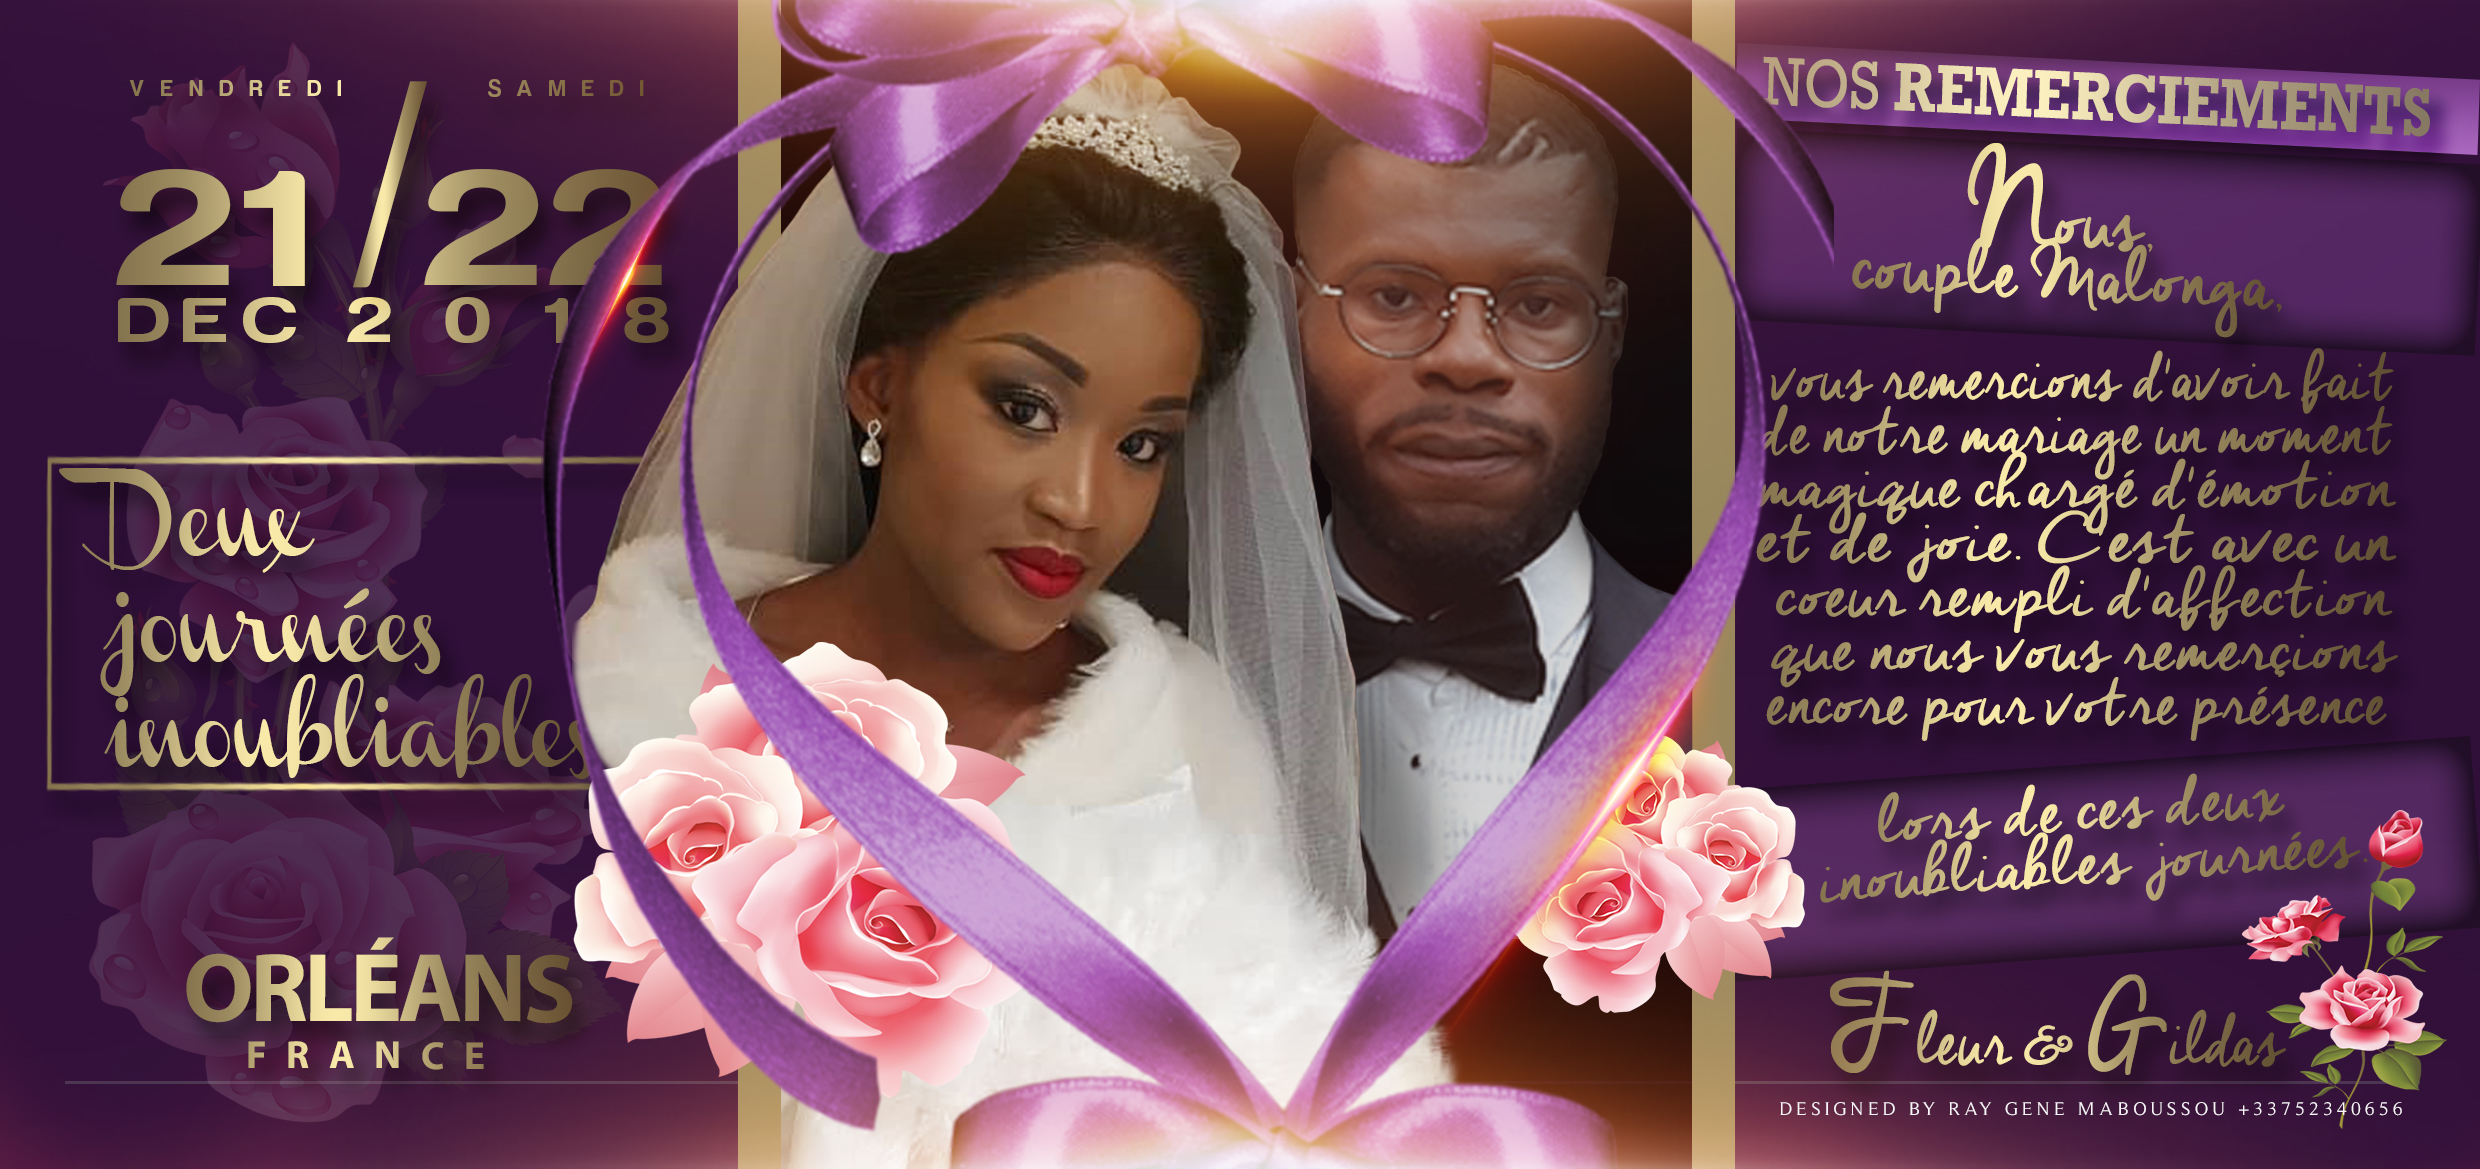 VENDREDI / SAMEDI
21/22
DEC 2018
Deux
journées
inoubliables
ORLÉANS
FRANCE
NOS REMERCIEMENTS
Nous,
couple Malonga,
vous remercions d'avoir fait
de notre mariage un moment
magique chargé d'émotion
et de joie. C'est avec un
coeur rempli d'affection
que nous vous remerçions
encore pour votre présence
lors de ces deux
inoubliables journées.
Fleur & Gildas
DESIGNED BY RAY GENE MABOUSSOU +33752340656